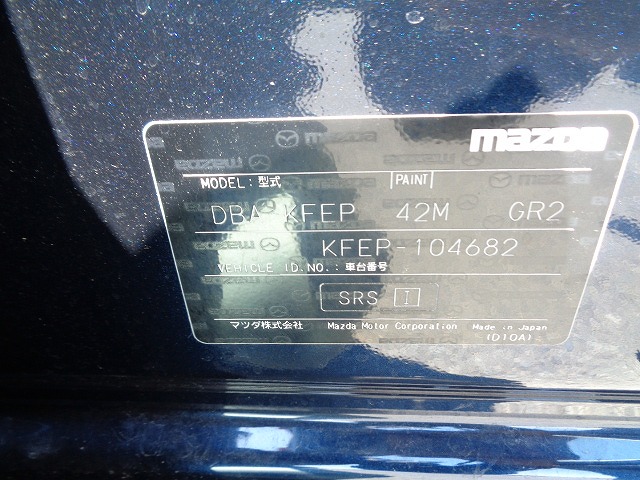 mazda
MODEL: 型式 PAINT
DBA KFEP 42M GR2
KFEP-104682
VEHICLE ID.NO.: 車台番号
SRS I
マツダ株式会社 Mazda Motor Corporation Made in Japan
(D10A)